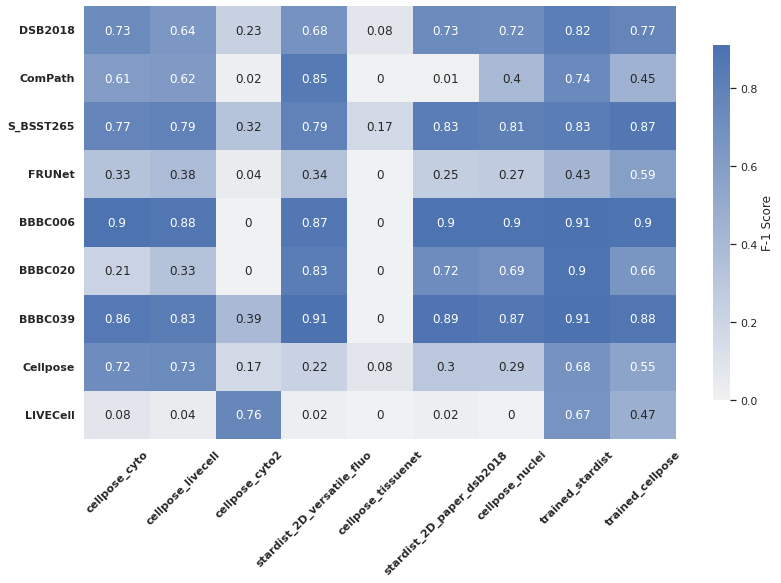 DSB2018 0.73 0.64 0.23 0.68 0.08 0.73 0.72 0.82 0.77
ComPath 0.61 0.62 0.02 0.85 0 0.01 0.4 0.74 0.45
S_BSST265 0.77 0.79 0.32 0.79 0.17 0.83 0.81 0.83 0.87
FRUNet 0.33 0.38 0.04 0.34 0 0.25 0.27 0.43 0.59
BBBC006 0.9 0.88 0 0.87 0 0.9 0.9 0.91 0.9
BBBC020 0.21 0.33 0 0.83 0 0.72 0.69 0.9 0.66
BBBC039 0.86 0.83 0.39 0.91 0 0.89 0.87 0.91 0.88
Cellpose 0.72 0.73 0.17 0.22 0.08 0.3 0.29 0.68 0.55
LIVECell 0.08 0.04 0.76 0.02 0 0.02 0 0.67 0.47
cellpose_cyto
cellpose_livecell
cellpose_cyto2
stardist_2D_versatile_fluo
cellpose_tissuenet
stardist_2D_paper_dsb2018
cellpose_nuclei
trained_stardist
trained_cellpose
0.8
0.6
0.4
0.2
0.0
F-1 Score